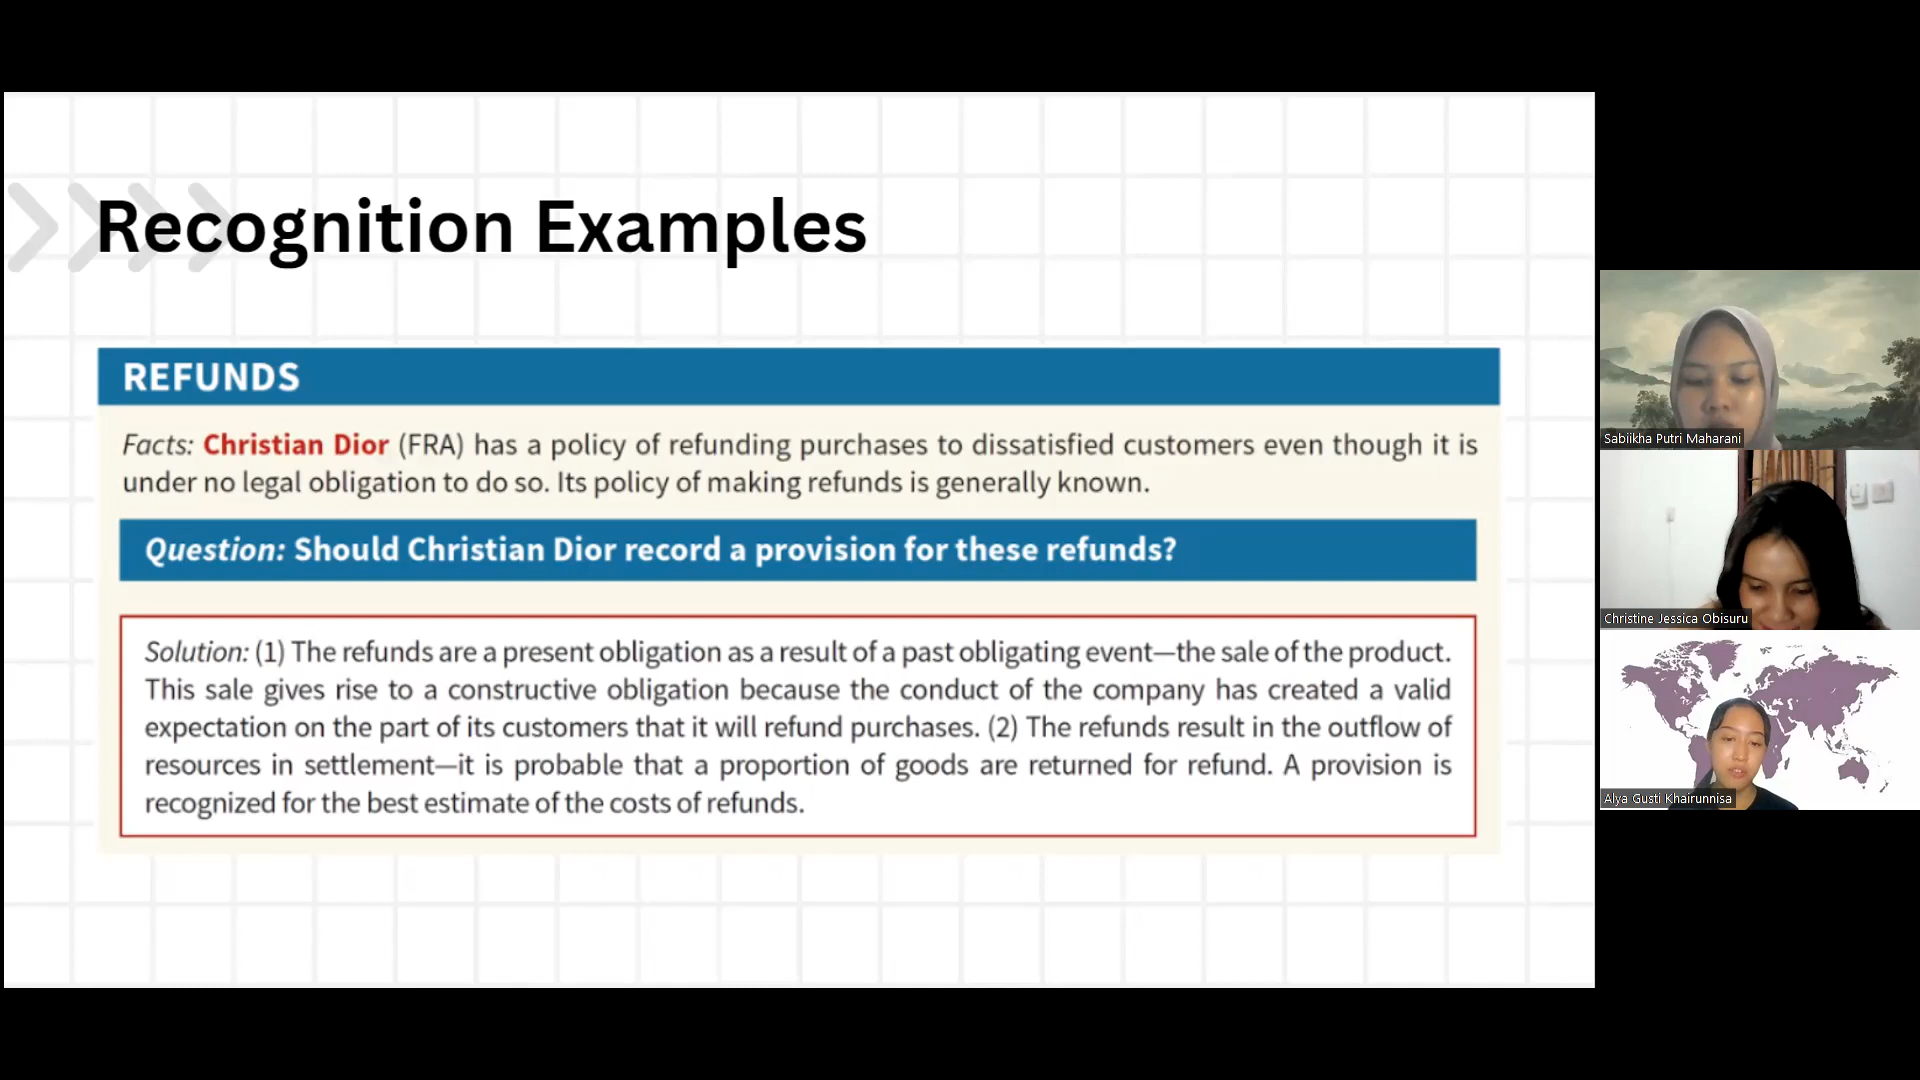 Recognition Examples
REFUNDS
Facts: Christian Dior (FRA) has a policy of refunding purchases to dissatisfied customers even though it is
under no legal obligation to do so. Its policy of making refunds is generally known.
Question: Should Christian Dior record a provision for these refunds?
Solution: (1) The refunds are a present obligation as a result of a past obligating event—the sale of the product.
This sale gives rise to a constructive obligation because the conduct of the company has created a valid
expectation on the part of its customers that it will refund purchases. (2) The refunds result in the outflow of
resources in settlement—it is probable that a proportion of goods are returned for refund. A provision is
recognized for the best estimate of the costs of refunds.
Sabiikha Putri Maharani
Christine Jessica Obisuru
Alya Gusti Khairunnisa